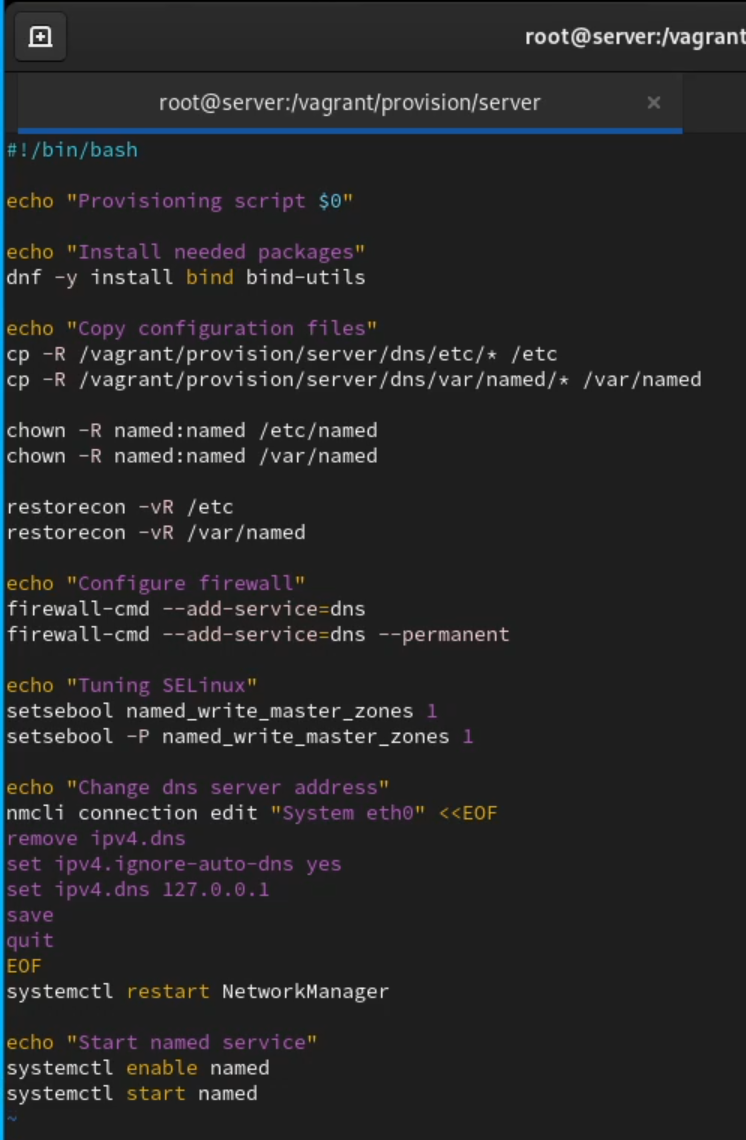 root@server:/vagrant
root@server:/vagrant/provision/server ×
#!/bin/bash
echo "Provisioning script $0"
echo "Install needed packages"
dnf -y install bind bind-utils
echo "Copy configuration files"
cp -R /vagrant/provision/server/dns/etc/* /etc
cp -R /vagrant/provision/server/dns/var/named/* /var/named
chown -R named:named /etc/named
chown -R named:named /var/named
restorecon -vR /etc
restorecon -vR /var/named
echo "Configure firewall"
firewall-cmd --add-service=dns
firewall-cmd --add-service=dns --permanent
echo "Tuning SELinux"
setsebool named_write_master_zones 1
setsebool -P named_write_master_zones 1
echo "Change dns server address"
nmcli connection edit "System eth0" <<EOF
remove ipv4.dns
set ipv4.ignore-auto-dns yes
set ipv4.dns 127.0.0.1
save
quit
EOF
systemctl restart NetworkManager
echo "Start named service"
systemctl enable named
systemctl start named
~